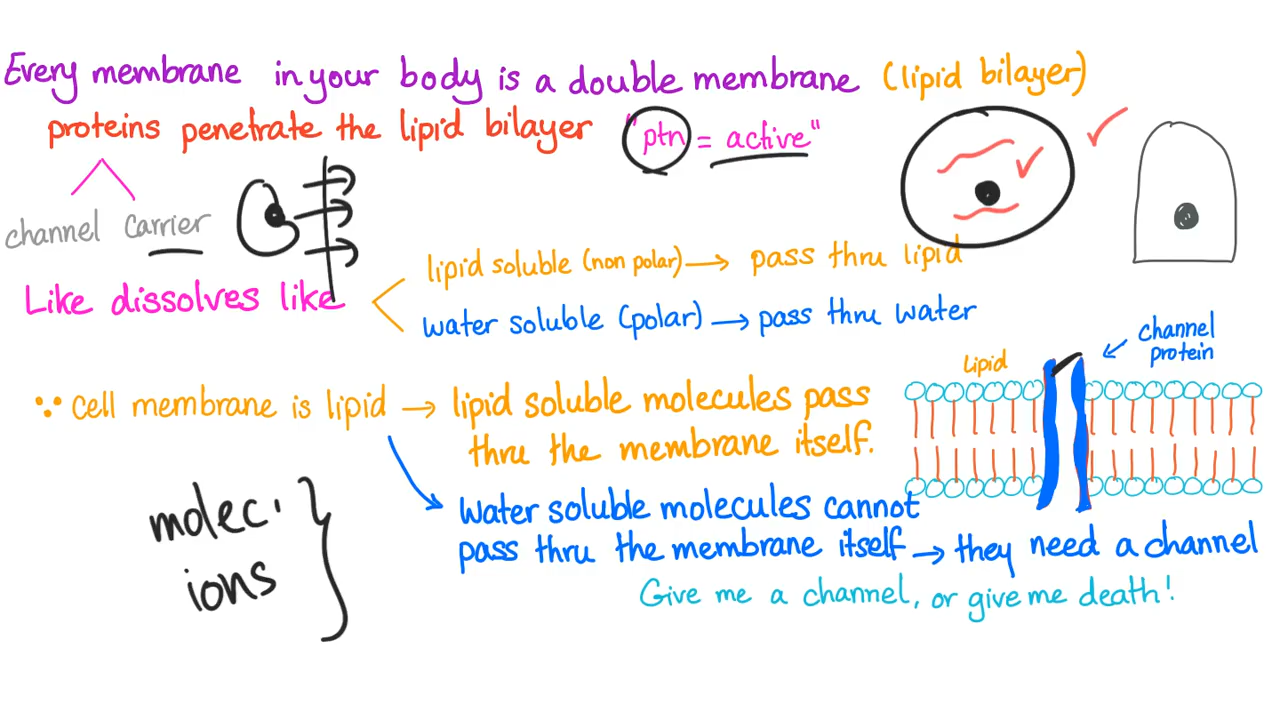 Every membrane in your body is a double membrane (lipid bilayer)
proteins penetrate the lipid bilayer "ptn = active"
channel carrier
Like dissolves like
lipid soluble (non polar) → pass thru lipid
water soluble (polar) → pass thru water
channel
protein
lipid
∵ cell membrane is lipid → lipid soluble molecules pass
thru the membrane itself.
molec.
ions
Water soluble molecules cannot
pass thru the membrane itself → they need a channel
Give me a channel, or give me death!